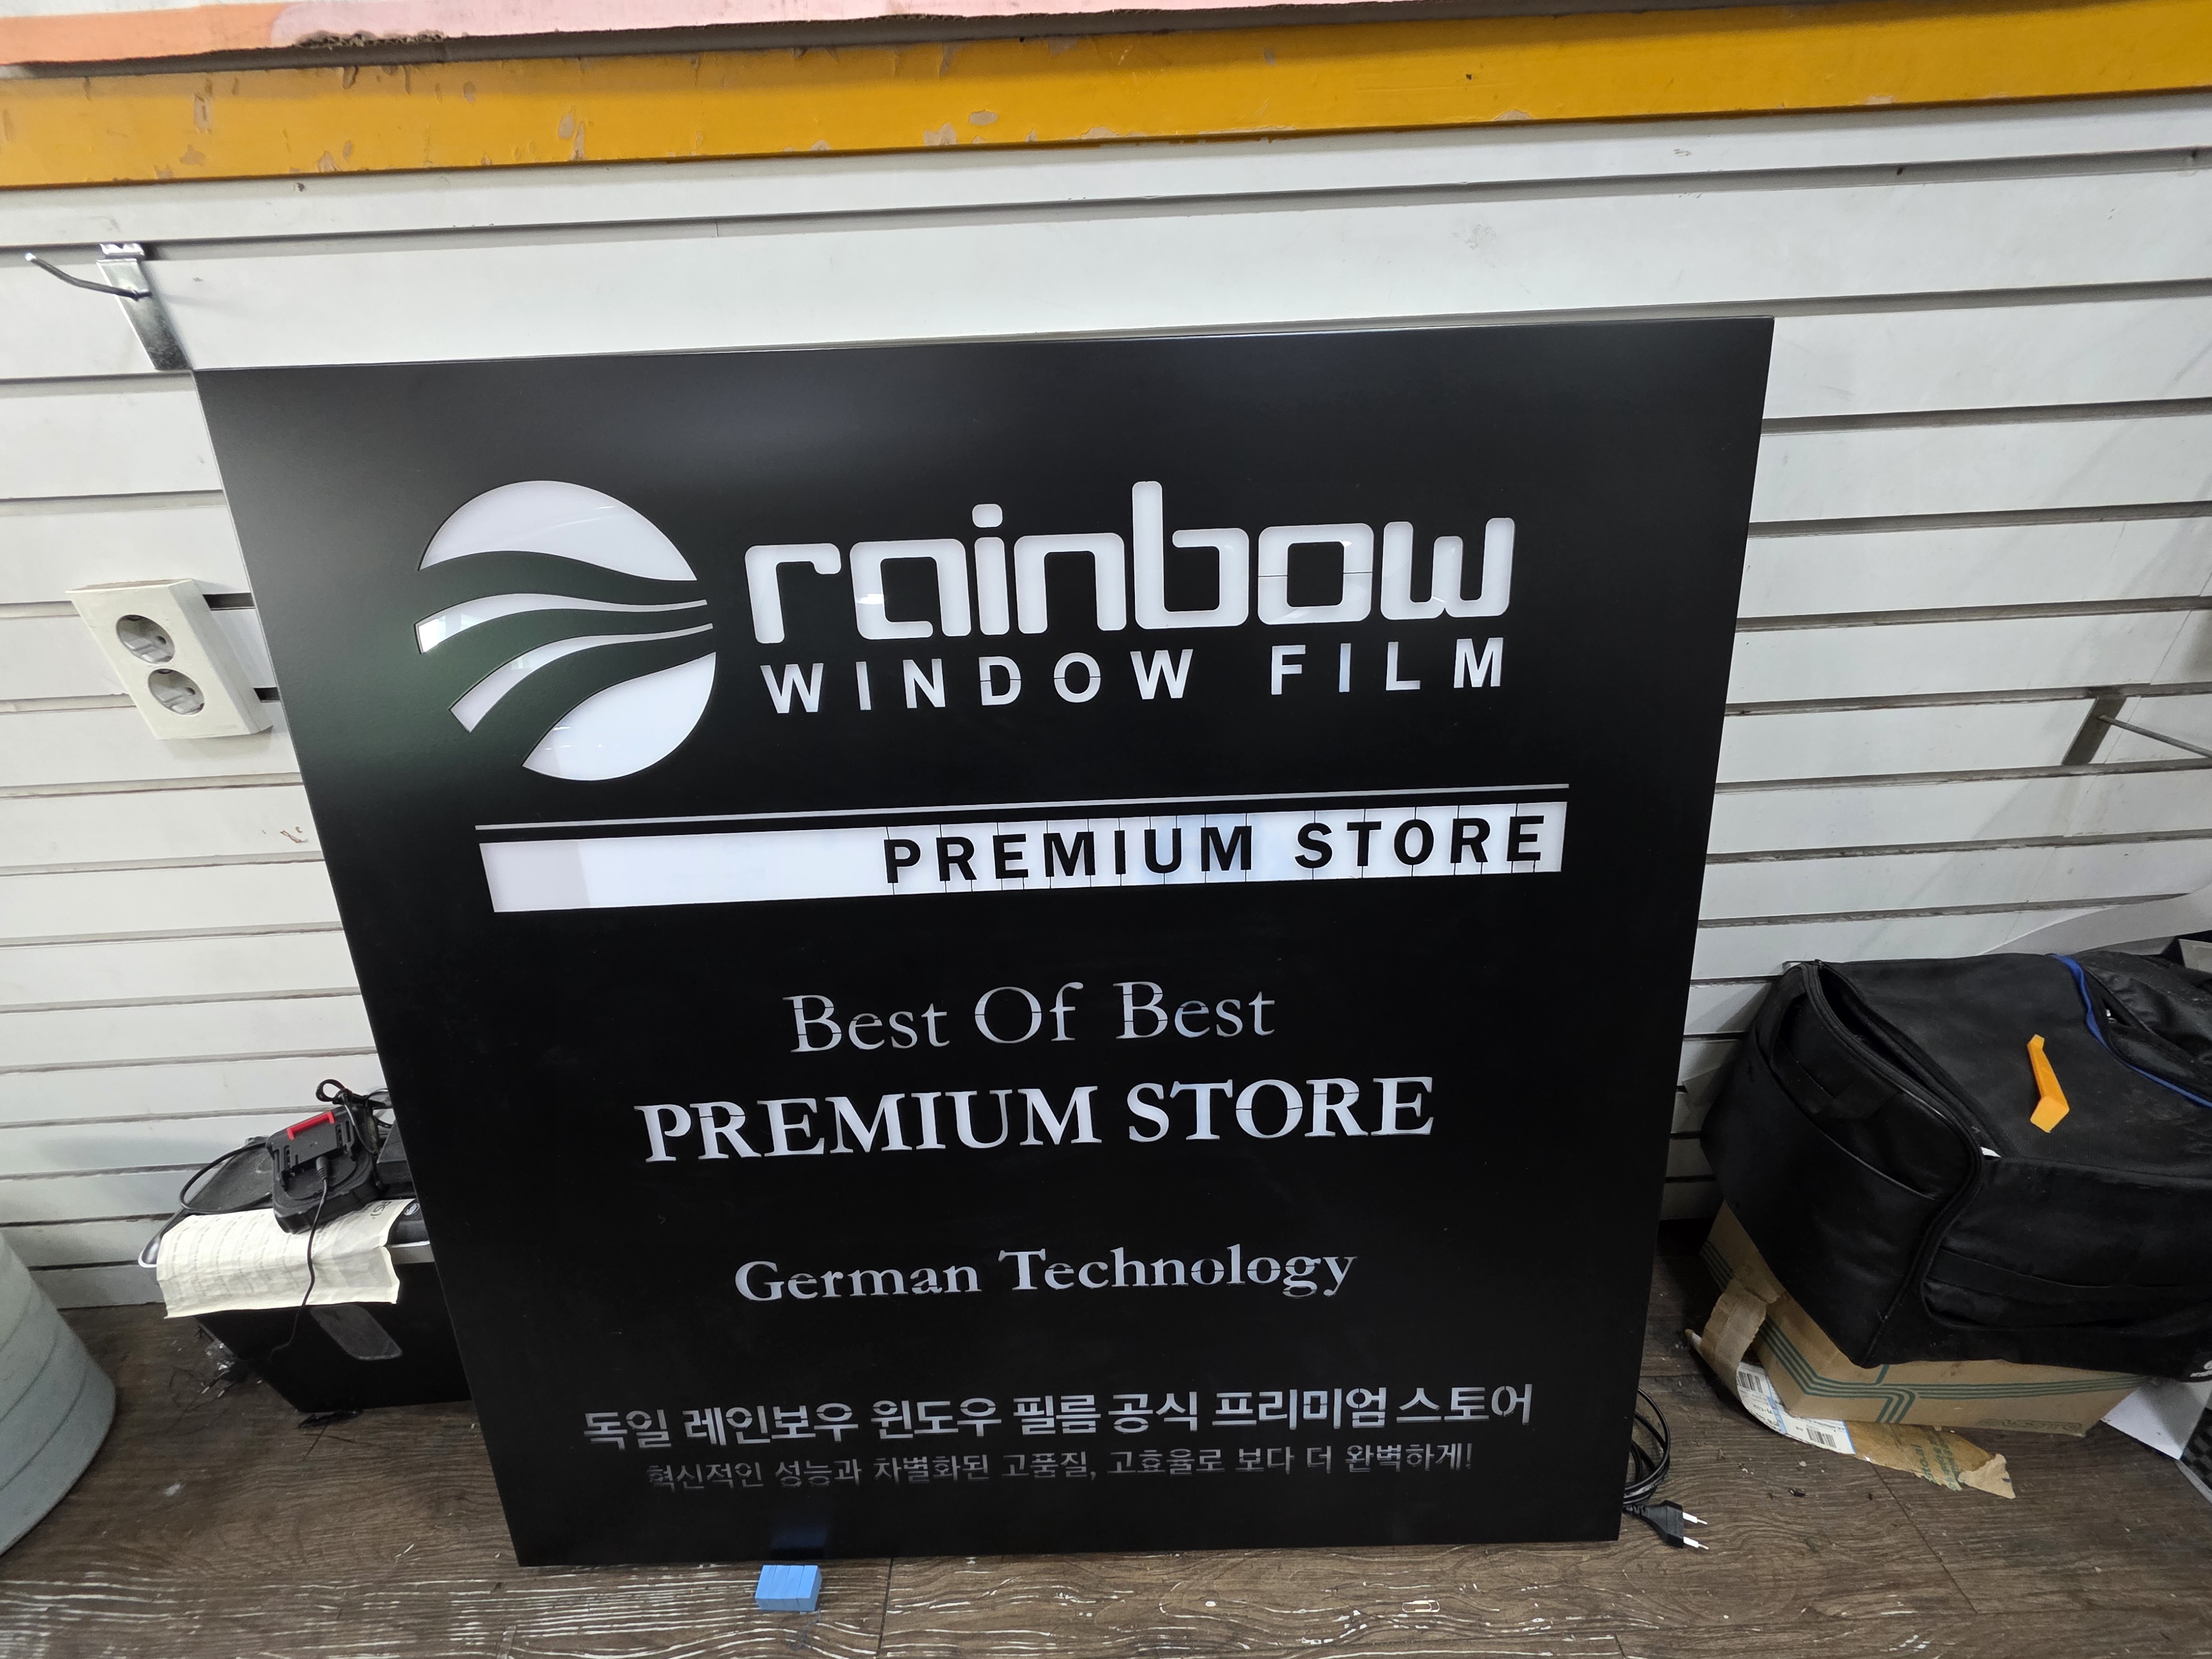 rainbow
WINDOW FILM
PREMIUM STORE
Best Of Best
PREMIUM STORE
German Technology
독일 레인보우 윈도우 필름 공식 프리미엄 스토어
혁신적인 성능과 차별화된 고품질, 고효율로 보다 더 완벽하게!